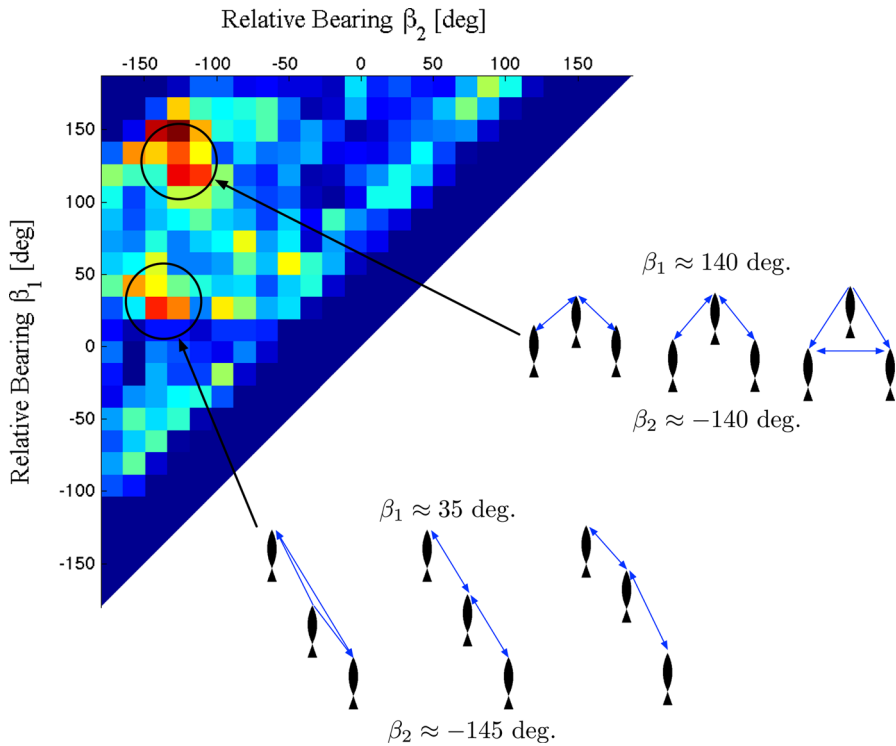 Relative Bearing β₂ [deg]
-150 -100 -50 0 50 100 150
Relative Bearing β₁ [deg]
150
100
50
0
-50
-100
-150
β₁ ≈ 140 deg.
β₂ ≈ −140 deg.
β₁ ≈ 35 deg.
β₂ ≈ −145 deg.